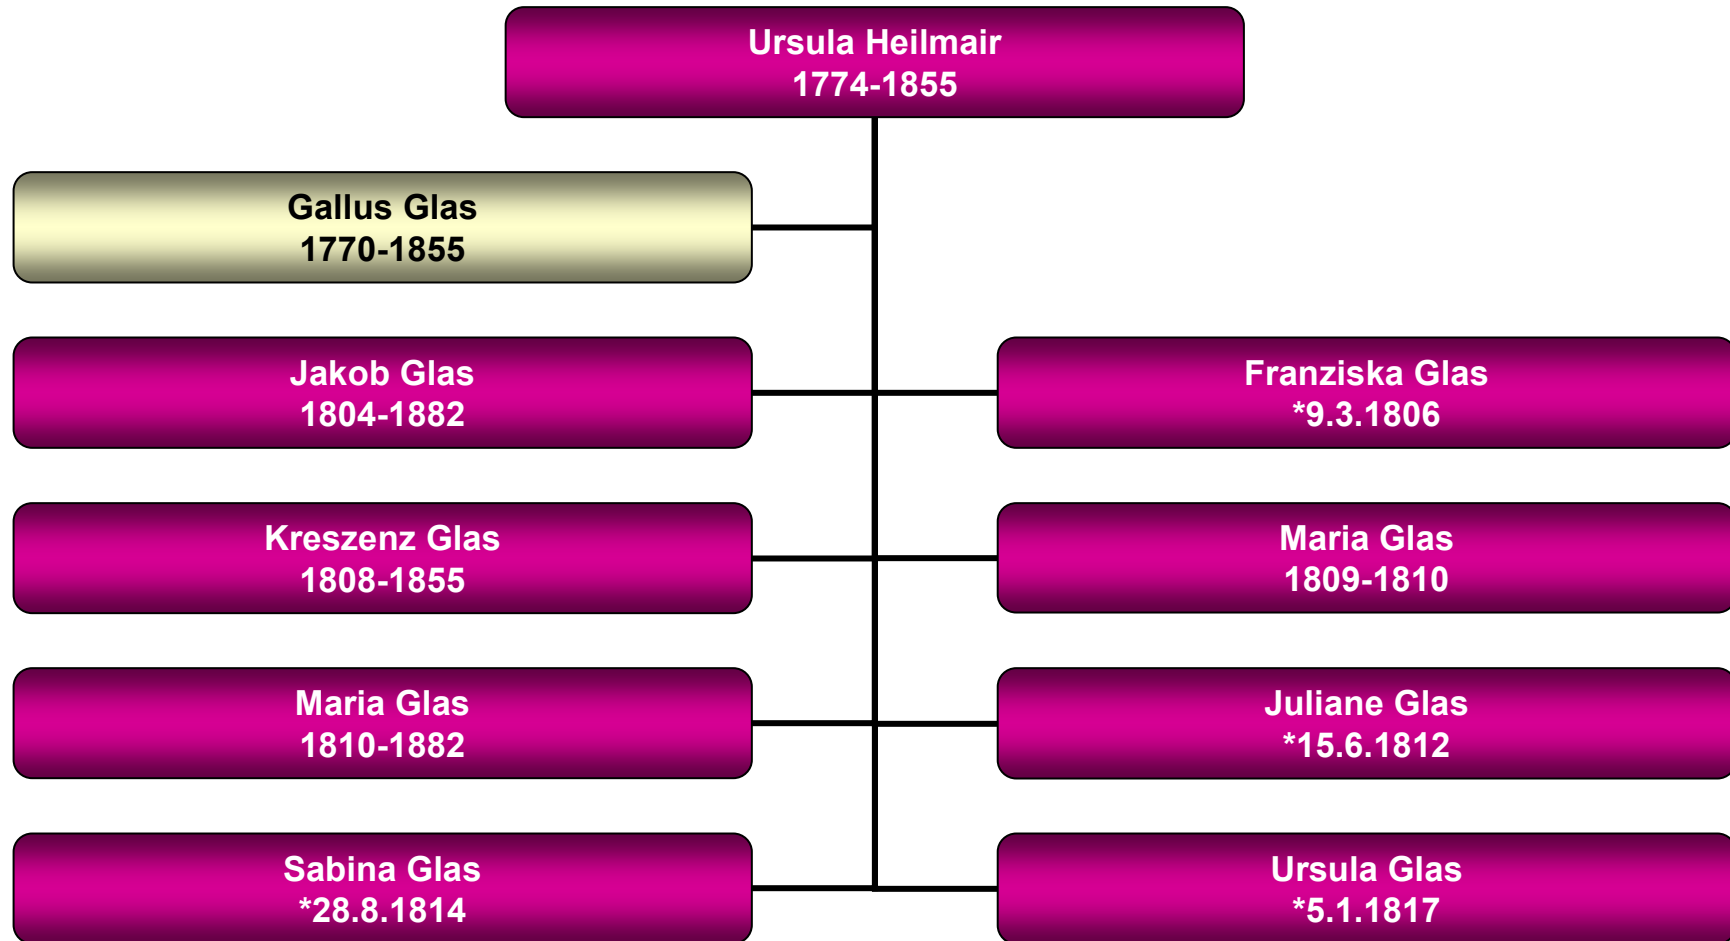 Ursula Heilmair
1774-1855
Gallus Glas
1770-1855
Jakob Glas
1804-1882
Franziska Glas
*9.3.1806
Kreszenz Glas
1808-1855
Maria Glas
1809-1810
Maria Glas
1810-1882
Juliane Glas
*15.6.1812
Sabina Glas
*28.8.1814
Ursula Glas
*5.1.1817